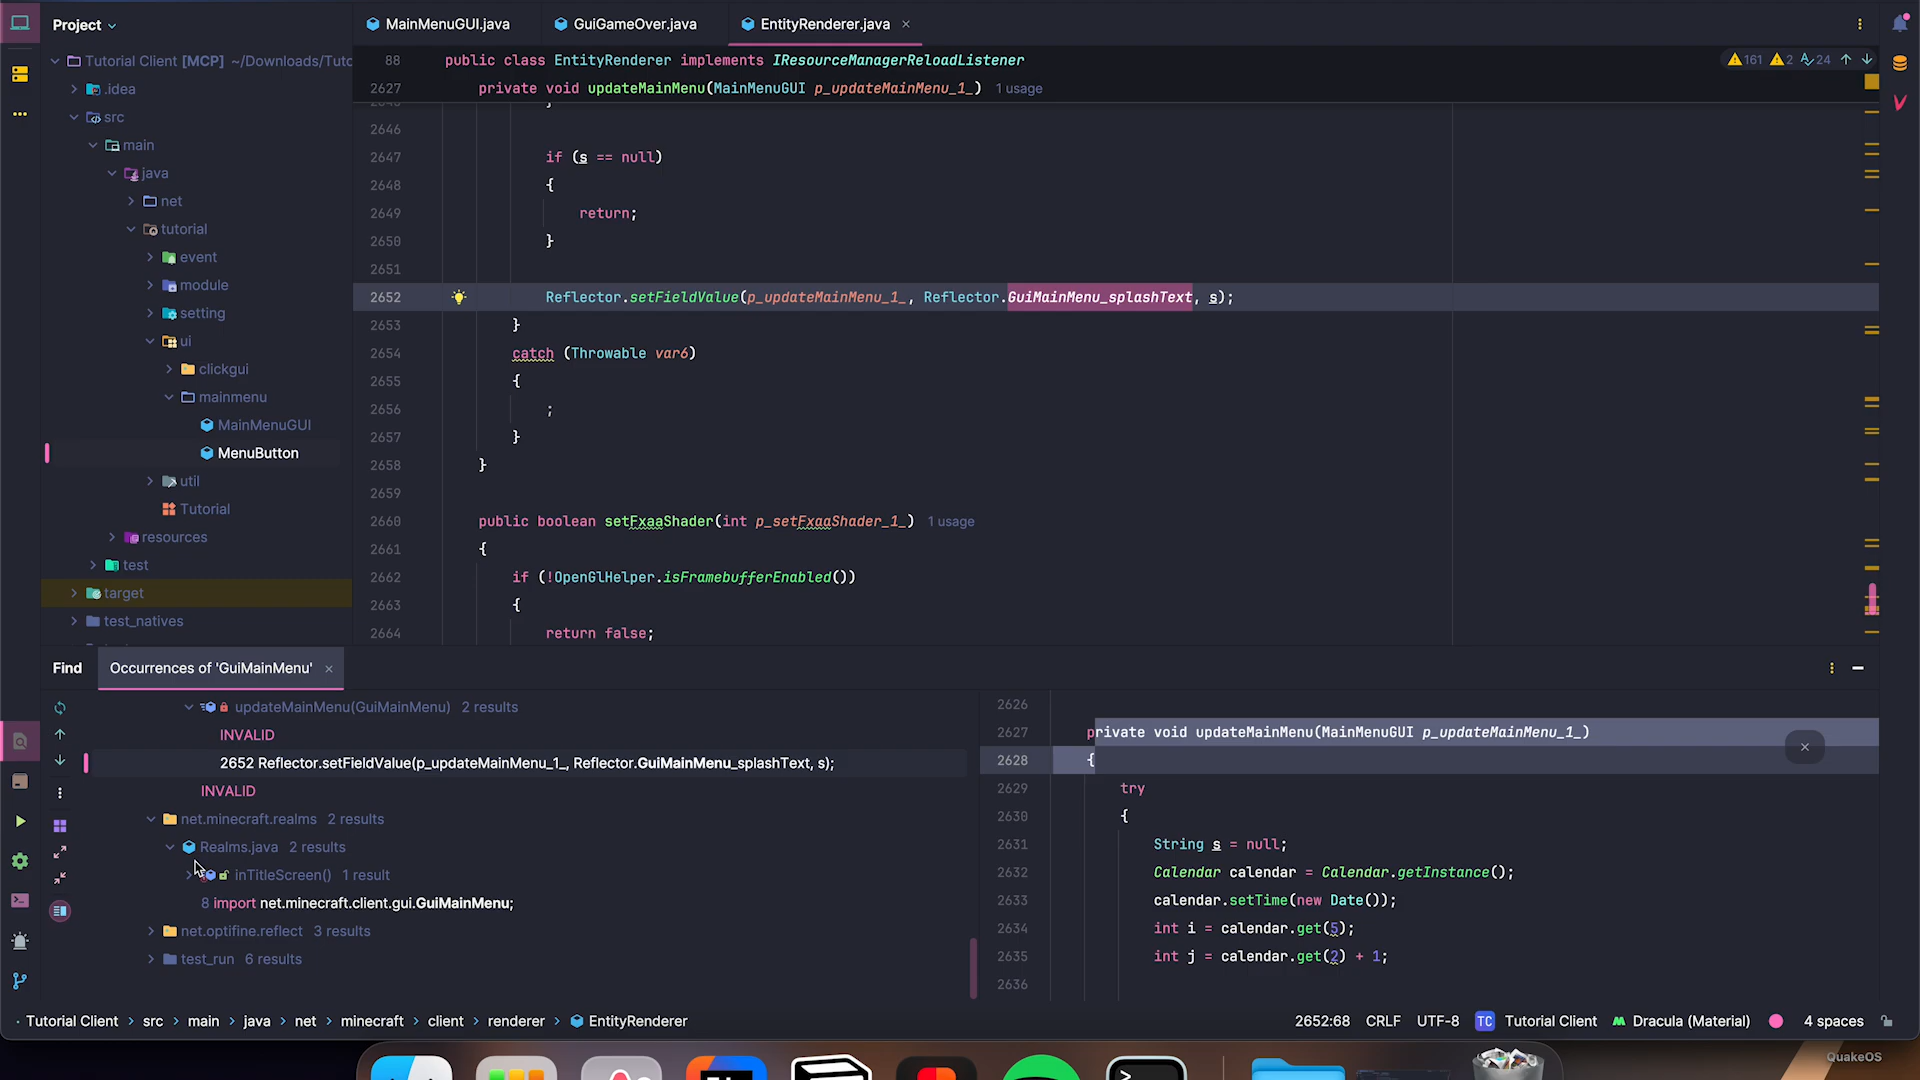 Project
Tutorial Client [MCP] ~/Downloads/Tuto
.idea
src
main
java
net
tutorial
event
module
setting
ui
clickgui
mainmenu
MainMenuGUI
MenuButton
util
Tutorial
resources
test
target
test_natives
MainMenuGUI.java
GuiGameOver.java
EntityRenderer.java
161 2 24
88 public class EntityRenderer implements IResourceManagerReloadListener
2627 private void updateMainMenu(MainMenuGUI p_updateMainMenu_1_) 1 usage
2646
2647 if (s == null)
2648 {
2649 return;
2650 }
2651
2652 Reflector.setFieldValue(p_updateMainMenu_1_, Reflector.GuiMainMenu_splashText, s);
2653 }
2654 catch (Throwable var6)
2655 {
2656 ;
2657 }
2658 }
2659
2660 public boolean setFxaaShader(int p_setFxaaShader_1_) 1 usage
2661 {
2662 if (!OpenGlHelper.isFramebufferEnabled())
2663 {
2664 return false;
Find
Occurrences of 'GuiMainMenu'
updateMainMenu(GuiMainMenu) 2 results
INVALID
2652 Reflector.setFieldValue(p_updateMainMenu_1_, Reflector.GuiMainMenu_splashText, s);
INVALID
net.minecraft.realms 2 results
Realms.java 2 results
inTitleScreen() 1 result
8 import net.minecraft.client.gui.GuiMainMenu;
net.optifine.reflect 3 results
test_run 6 results
2626
2627 private void updateMainMenu(MainMenuGUI p_updateMainMenu_1_)
2628 {
2629 try
2630 {
2631 String s = null;
2632 Calendar calendar = Calendar.getInstance();
2633 calendar.setTime(new Date());
2634 int i = calendar.get(5);
2635 int j = calendar.get(2) + 1;
2636
Tutorial Client > src > main > java > net > minecraft > client > renderer > EntityRenderer
2652:68 CRLF UTF-8 TC Tutorial Client Dracula (Material) 4 spaces
QuakeOS